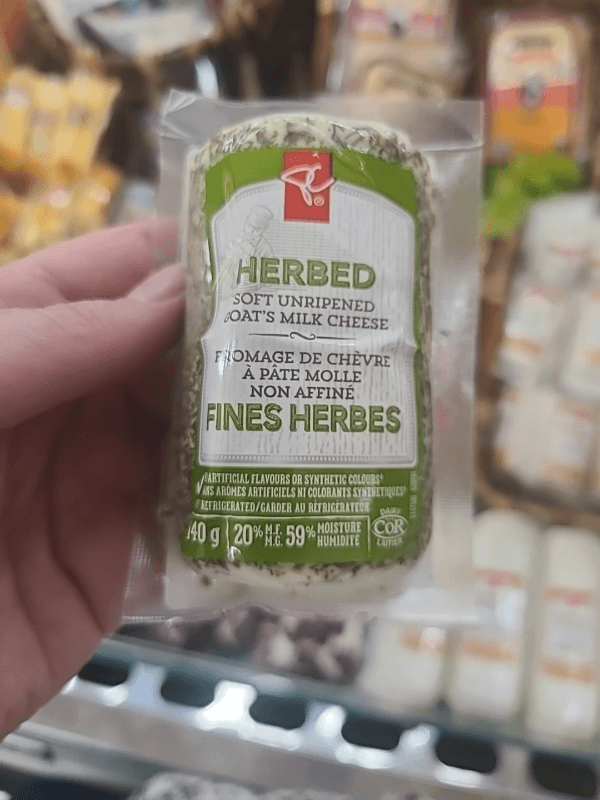 PC®
HERBED
SOFT UNRIPENED
GOAT'S MILK CHEESE
FROMAGE DE CHÈVRE
À PÂTE MOLLE
NON AFFINÉ
FINES HERBES
ARTIFICIAL FLAVOURS OR SYNTHETIC COLOURS*
SANS ARÔMES ARTIFICIELS NI COLORANTS SYNTHÉTIQUES*
REFRIGERATED/GARDER AU RÉFRIGÉRATEUR
140 g 20% M.F. 59% MOISTURE
M.G. HUMIDITÉ
DAIRY
COR
LAITIER